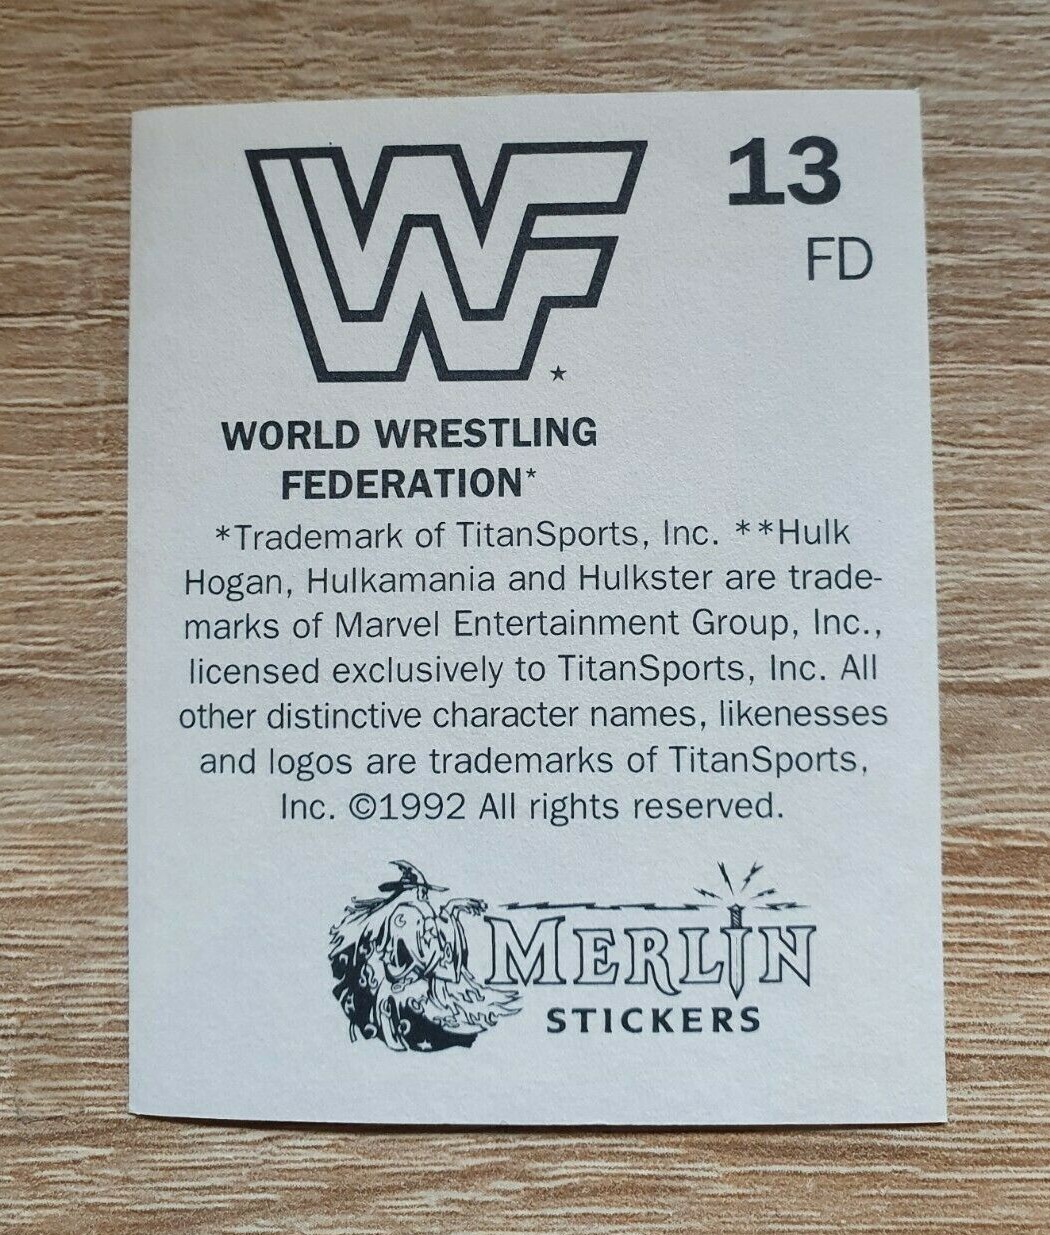 WF
13
FD
WORLD WRESTLING
FEDERATION*
*Trademark of TitanSports, Inc. **Hulk
Hogan, Hulkamania and Hulkster are trade-
marks of Marvel Entertainment Group, Inc.,
licensed exclusively to TitanSports, Inc. All
other distinctive character names, likenesses
and logos are trademarks of TitanSports,
Inc. ©1992 All rights reserved.
MERLIN
STICKERS